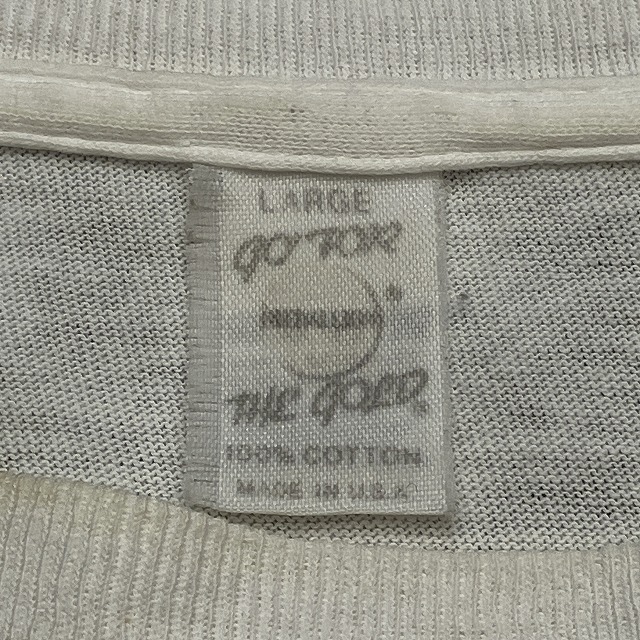 LARGE
GO FOR
®
THE GOLD
100% COTTON
MADE IN U.S.A.